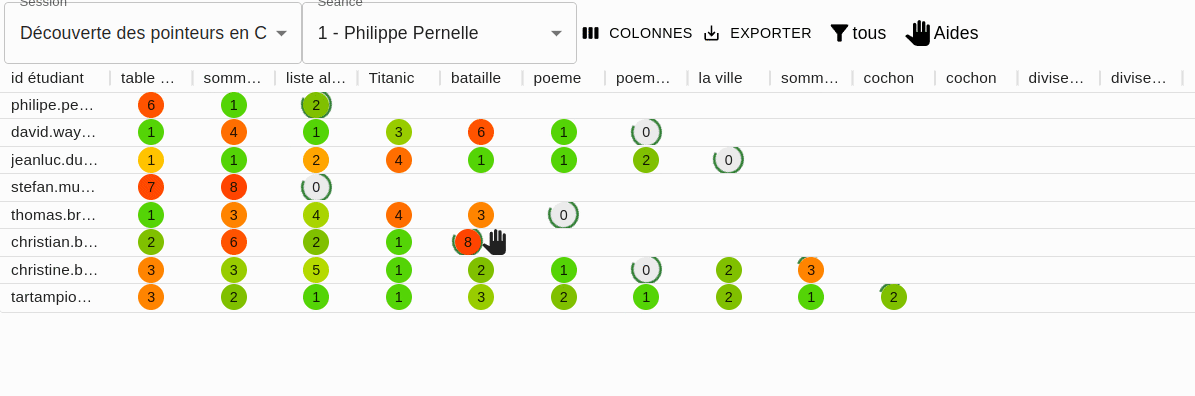 Session Séance
Découverte des pointeurs en C 1 - Philippe Pernelle COLONNES EXPORTER tous Aides
id étudiant table … somm… liste al… Titanic bataille poeme poem… la ville somm… cochon cochon divise… divise…
philipe.pe… 6 1 2
david.way… 1 4 1 3 6 1 0
jeanluc.du… 1 1 2 4 1 1 2 0
stefan.mu… 7 8 0
thomas.br… 1 3 4 4 3 0
christian.b… 2 6 2 1 8
christine.b… 3 3 5 1 2 1 0 2 3
tartampio… 3 2 1 1 3 2 1 2 1 2